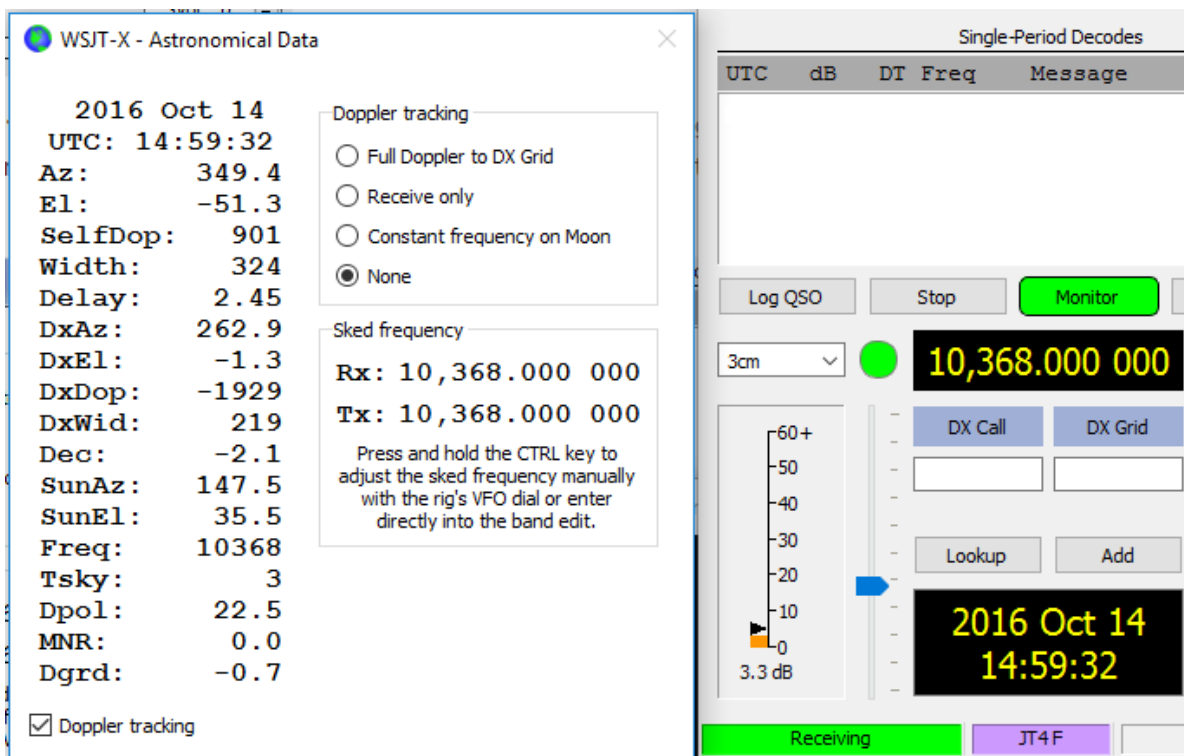 WSJT-X - Astronomical Data
2016 Oct 14
UTC: 14:59:32
Az: 349.4
El: -51.3
SelfDop: 901
Width: 324
Delay: 2.45
DxAz: 262.9
DxEl: -1.3
DxDop: -1929
DxWid: 219
Dec: -2.1
SunAz: 147.5
SunEl: 35.5
Freq: 10368
Tsky: 3
Dpol: 22.5
MNR: 0.0
Dgrd: -0.7
Doppler tracking
Doppler tracking
Full Doppler to DX Grid
Receive only
Constant frequency on Moon
None
Sked frequency
Rx: 10,368.000 000
Tx: 10,368.000 000
Press and hold the CTRL key to
adjust the sked frequency manually
with the rig's VFO dial or enter
directly into the band edit.
Single-Period Decodes
UTC dB DT Freq Message
Log QSO Stop Monitor
3cm 10,368.000 000
60+
50
40
30
20
10
0
3.3 dB
DX Call DX Grid
Lookup Add
2016 Oct 14
14:59:32
Receiving JT4 F